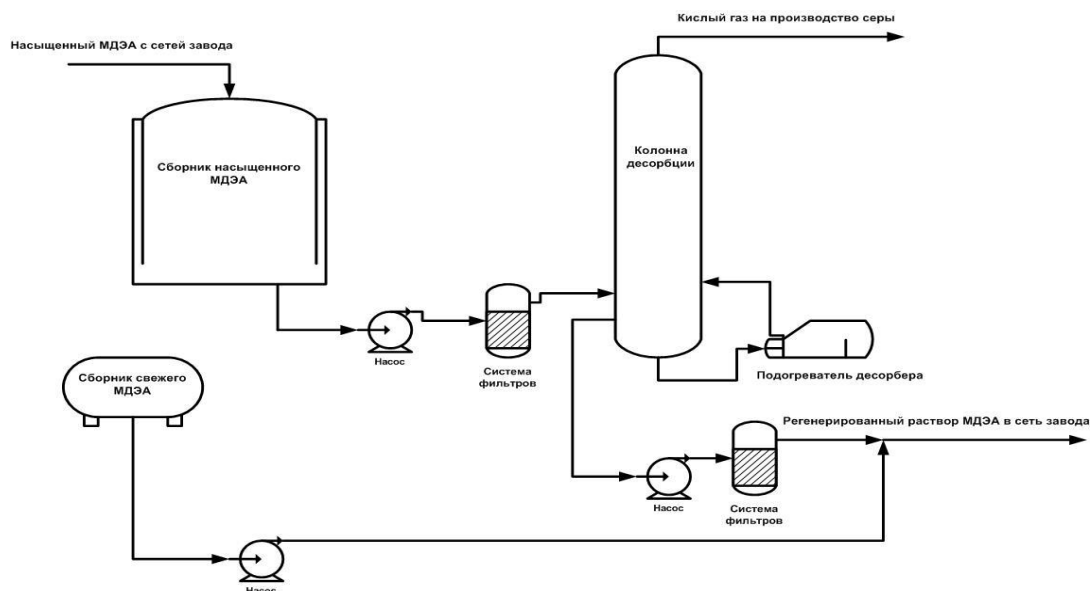 Кислый газ на производство серы
Насыщенный МДЭА с сетей завода
Сборник насыщенного
МДЭА
Колонна
десорбции
Насос
Система
фильтров
Подогреватель десорбера
Сборник свежего
МДЭА
Регенерированный раствор МДЭА в сеть завода
Насос
Система
фильтров
Насос